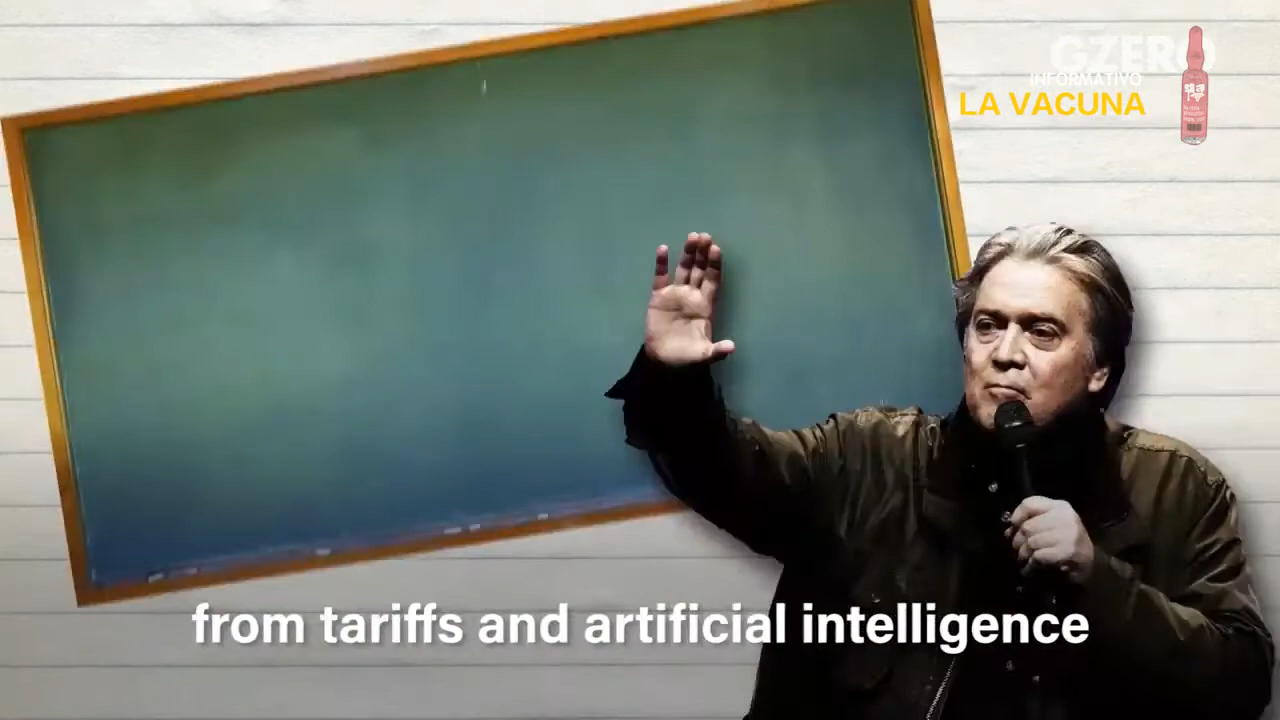 GZERO
INFORMATIVO
LA VACUNA
from tariffs and artificial intelligence